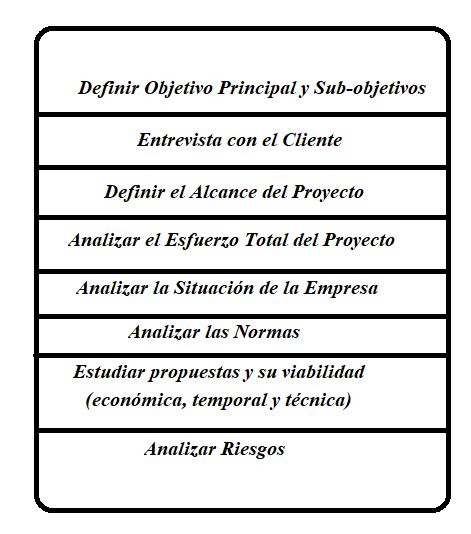 Definir Objetivo Principal y Sub-objetivos
Entrevista con el Cliente
Definir el Alcance del Proyecto
Analizar el Esfuerzo Total del Proyecto
Analizar la Situación de la Empresa
Analizar las Normas
Estudiar propuestas y su viabilidad
(económica, temporal y técnica)
Analizar Riesgos